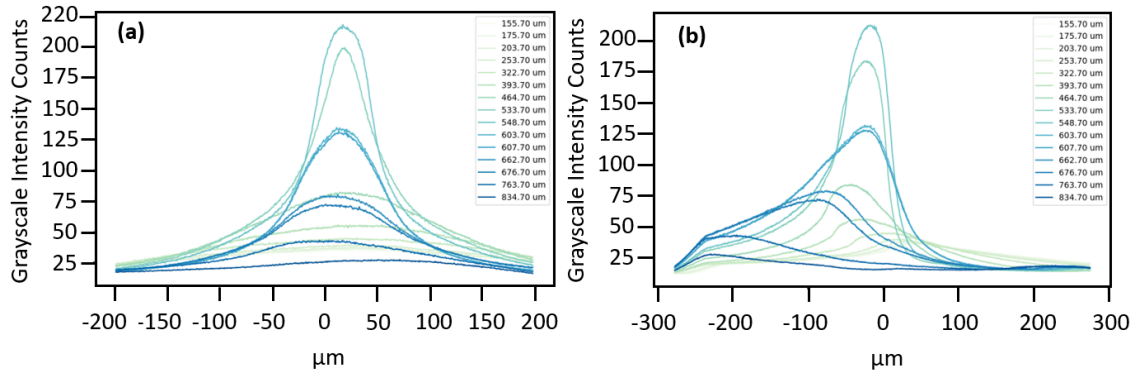 (a)
Grayscale Intensity Counts
220
200
175
150
125
100
75
50
25
-200 -150 -100 -50 0 50 100 150 200
µm
155.70 um
175.70 um
203.70 um
253.70 um
322.70 um
393.70 um
464.70 um
533.70 um
548.70 um
603.70 um
607.70 um
662.70 um
676.70 um
763.70 um
834.70 um
(b)
Grayscale Intensity Counts
200
175
150
125
100
75
50
25
-300 -200 -100 0 100 200 300
µm
155.70 um
175.70 um
203.70 um
253.70 um
322.70 um
393.70 um
464.70 um
533.70 um
548.70 um
603.70 um
607.70 um
662.70 um
676.70 um
763.70 um
834.70 um